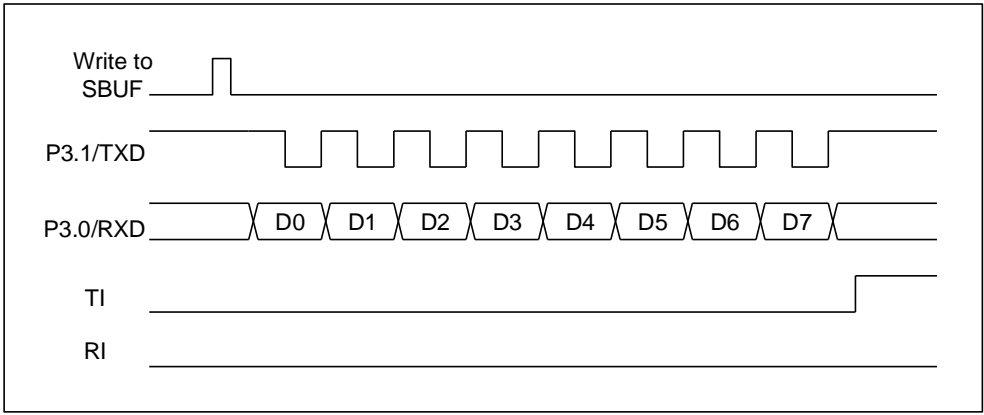 Write to
SBUF
P3.1/TXD
P3.0/RXD D0 D1 D2 D3 D4 D5 D6 D7
TI
RI